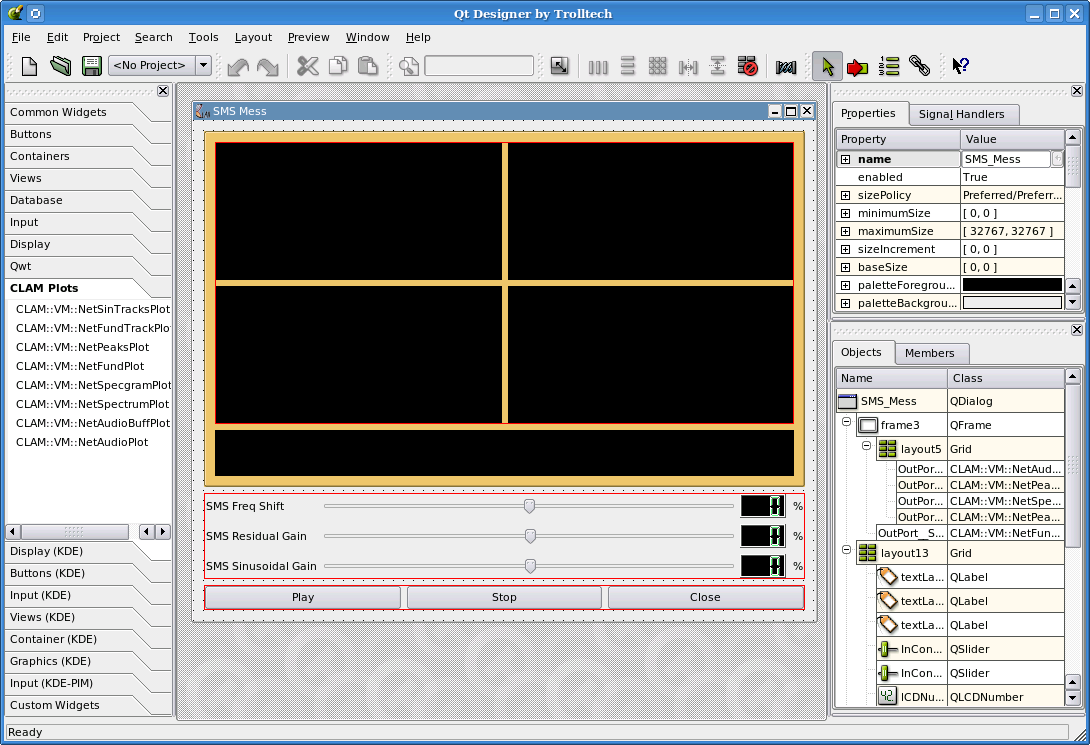 Qt Designer by Trolltech
File Edit Project Search Tools Layout Preview Window Help
<No Project>
Common Widgets
Buttons
Containers
Views
Database
Input
Display
Qwt
CLAM Plots
CLAM::VM::NetSinTracksPlot
CLAM::VM::NetFundTrackPlo
CLAM::VM::NetPeaksPlot
CLAM::VM::NetFundPlot
CLAM::VM::NetSpecgramPlot
CLAM::VM::NetSpectrumPlot
CLAM::VM::NetAudioBuffPlot
CLAM::VM::NetAudioPlot
Display (KDE)
Buttons (KDE)
Input (KDE)
Views (KDE)
Container (KDE)
Graphics (KDE)
Input (KDE-PIM)
Custom Widgets
SMS Mess
SMS Freq Shift %
SMS Residual Gain %
SMS Sinusoidal Gain %
Play Stop Close
Properties Signal Handlers
Property Value
name SMS_Mess
enabled True
sizePolicy Preferred/Preferr...
minimumSize [ 0, 0 ]
maximumSize [ 32767, 32767 ]
sizeIncrement [ 0, 0 ]
baseSize [ 0, 0 ]
paletteForegrou...
paletteBackgrou...
Objects Members
Name Class
SMS_Mess QDialog
frame3 QFrame
layout5 Grid
OutPor... CLAM::VM::NetAud...
OutPor... CLAM::VM::NetPea...
OutPor... CLAM::VM::NetSpe...
OutPor... CLAM::VM::NetPea...
OutPort__S... CLAM::VM::NetFun...
layout13 Grid
textLa... QLabel
textLa... QLabel
textLa... QLabel
InCon... QSlider
InCon... QSlider
lCDNu... QLCDNumber
Ready